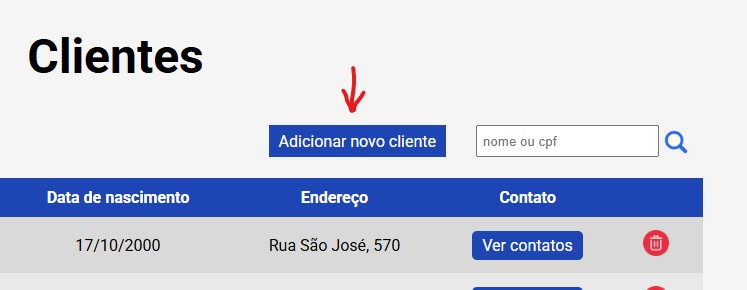 Clientes
Adicionar novo cliente
nome ou cpf
Data de nascimento Endereço Contato
17/10/2000 Rua São José, 570 Ver contatos